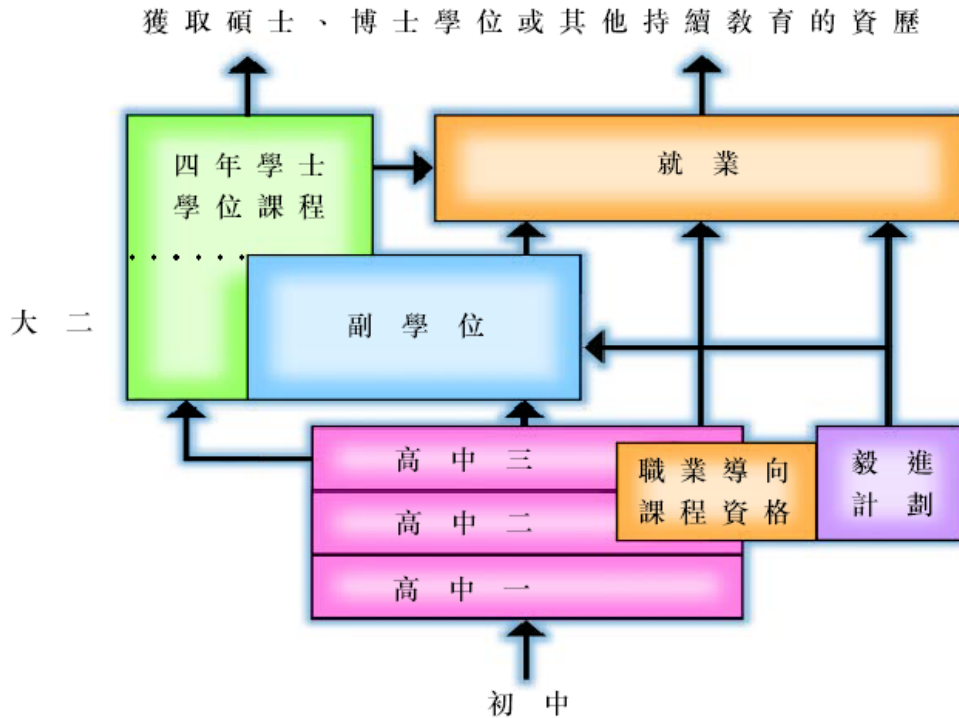 獲取碩士、博士學位或其他持續教育的資歷
四年學士
學位課程
就業
大二
副學位
高中三
職業導向
課程資格
毅進
計劃
高中二
高中一
初中